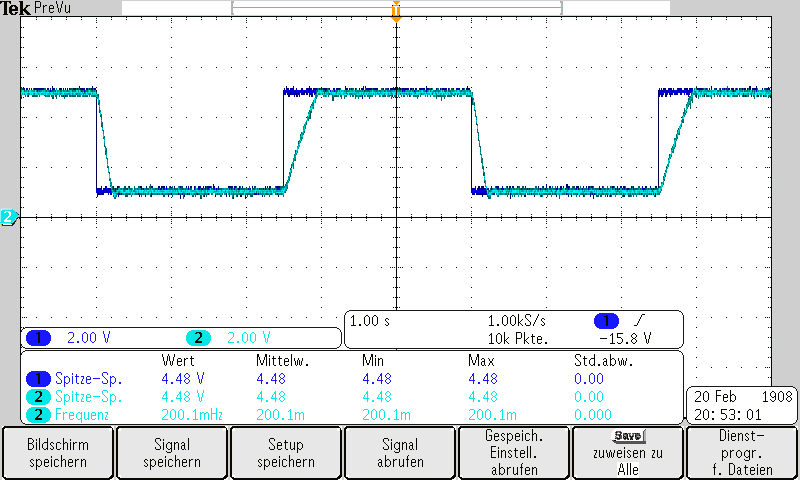 Tek PreVu
T
2
1 2.00 V 2 2.00 V
1.00 s 1.00kS/s 1
10k Pkte. −15.8 V
Wert Mittelw. Min Max Std.abw.
1 Spitze−Sp. 4.48 V 4.48 4.48 4.48 0.00
2 Spitze−Sp. 4.48 V 4.48 4.48 4.48 0.00
2 Frequenz 200.1mHz 200.1m 200.1m 200.1m 0.000
20 Feb 1908
20:53:01
Bildschirm
speichern
Signal
speichern
Setup
speichern
Signal
abrufen
Gespeich.
Einstell.
abrufen
Save
zuweisen zu
Alle
Dienst−
progr.
f. Dateien